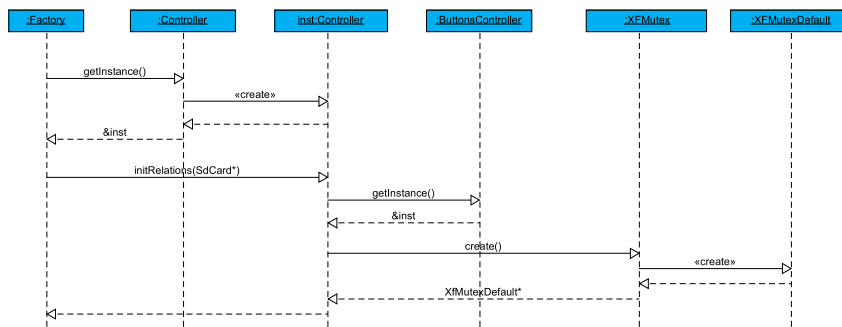 :Factory
:Controller
inst:Controller
:ButtonsController
:XFMutex
:XFMutexDefault
getInstance()
«create»
&inst
initRelations(SdCard*)
getInstance()
&inst
create()
«create»
XfMutexDefault*